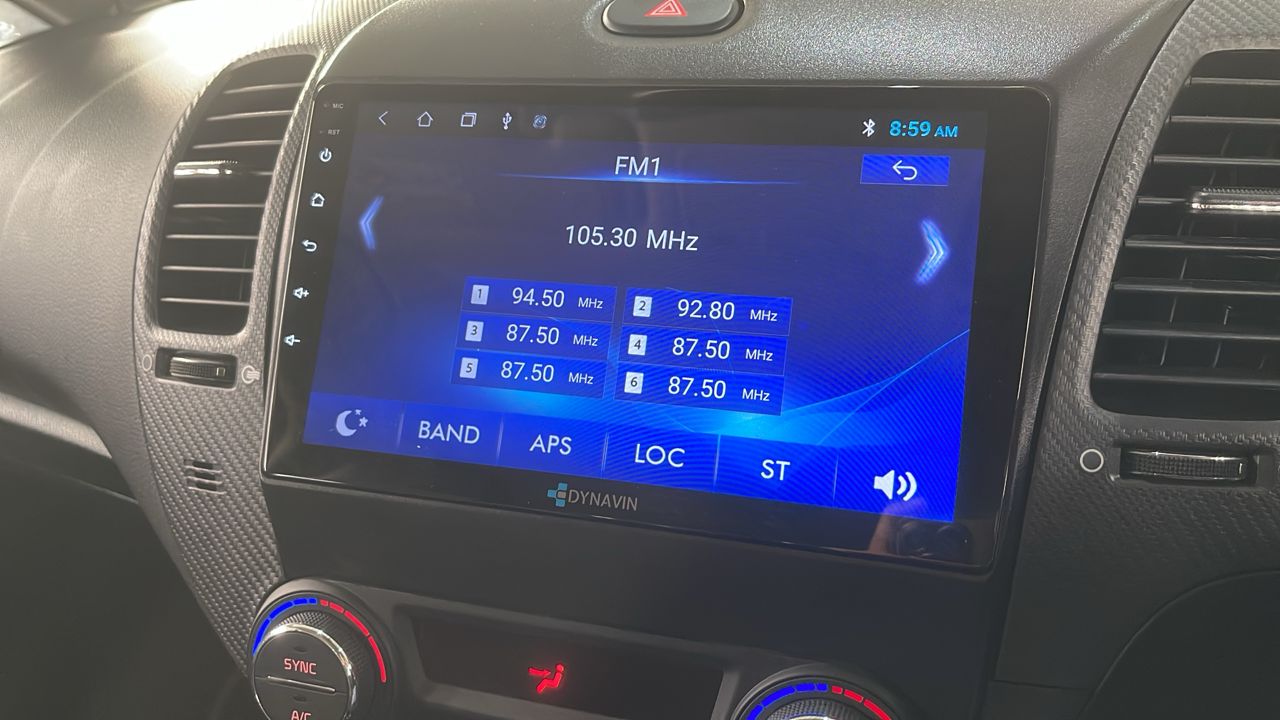 MIC
RST
8:59 AM
FM1
105.30 MHz
1 94.50 MHz 2 92.80 MHz
3 87.50 MHz 4 87.50 MHz
5 87.50 MHz 6 87.50 MHz
BAND APS LOC ST
DYNAVIN
SYNC
A/C